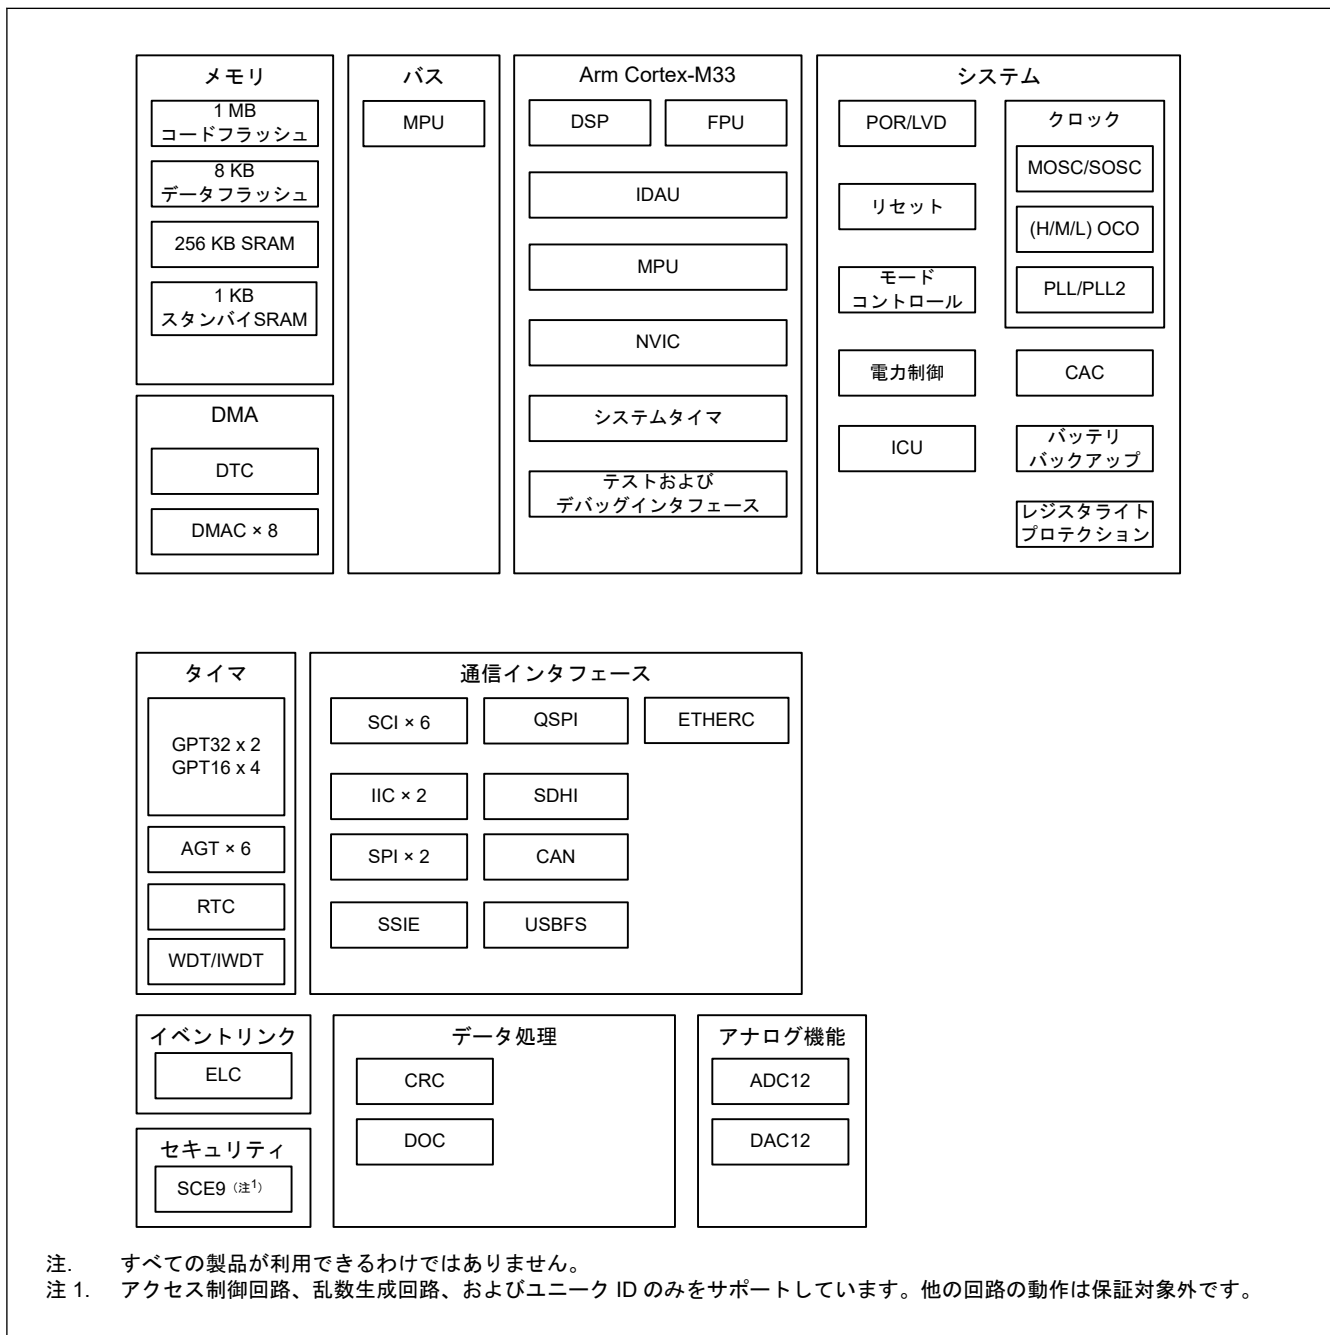 メモリ
1 MB
コードフラッシュ
8 KB
データフラッシュ
256 KB SRAM
1 KB
スタンバイSRAM
DMA
DTC
DMAC × 8
バス
MPU
Arm Cortex-M33
DSP
FPU
IDAU
MPU
NVIC
システムタイマ
テストおよび
デバッグインタフェース
システム
POR/LVD
リセット
モード
コントロール
電力制御
ICU
クロック
MOSC/SOSC
(H/M/L) OCO
PLL/PLL2
CAC
バッテリ
バックアップ
レジスタライト
プロテクション
タイマ
GPT32 x 2
GPT16 x 4
AGT × 6
RTC
WDT/IWDT
通信インタフェース
SCI × 6
QSPI
ETHERC
IIC × 2
SDHI
SPI × 2
CAN
SSIE
USBFS
イベントリンク
ELC
セキュリティ
SCE9 (注1)
データ処理
CRC
DOC
アナログ機能
ADC12
DAC12
注. すべての製品が利用できるわけではありません。
注 1. アクセス制御回路、乱数生成回路、およびユニーク ID のみをサポートしています。他の回路の動作は保証対象外です。